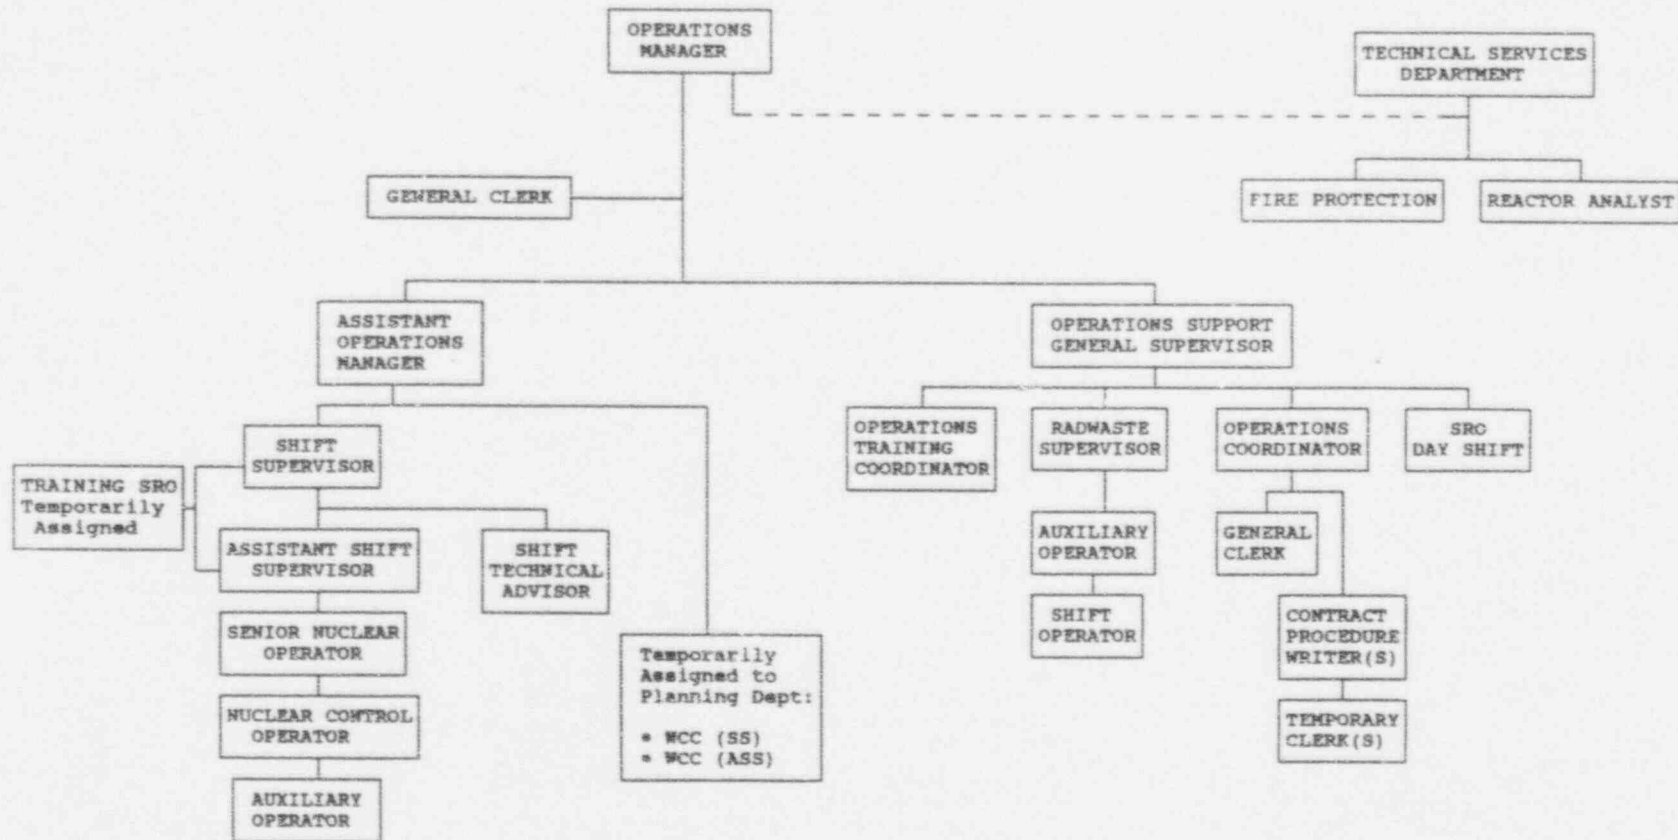 OPERATIONS
MANAGER
TECHNICAL SERVICES
DEPARTMENT
GEWERAL CLERK
FIRE PROTECTION
REACTOR ANALYST
ASSISTANT
OPERATIONS
MANAGER
OPERATIONS SUPPORT
GENERAL SUPERVISOR
SHIFT
SUPERVISOR
OPERATIONS
TRAINING
COORDINATOR
RADWASTE
SUPERVISOR
OPERATIONS
COORDINATOR
SRO
DAY SHIFT
TRAINING SRO
Temporarily
Assigned
ASSISTANT SHIFT
SUPERVISOR
SHIFT
TECHNICAL
ADVISOR
AUXILIARY
OPERATOR
GENERAL
CLERK
SENIOR NUCLEAR
OPERATOR
SHIFT
OPERATOR
CONTRACT
PROCEDURE
WRITER(S)
Temporarily
Assigned to
Planning Dept:
* WCC (SS)
* WCC (ASS)
NUCLEAR CONTROL
OPERATOR
TEMPORARY
CLERK(S)
AUXILIARY
OPERATOR